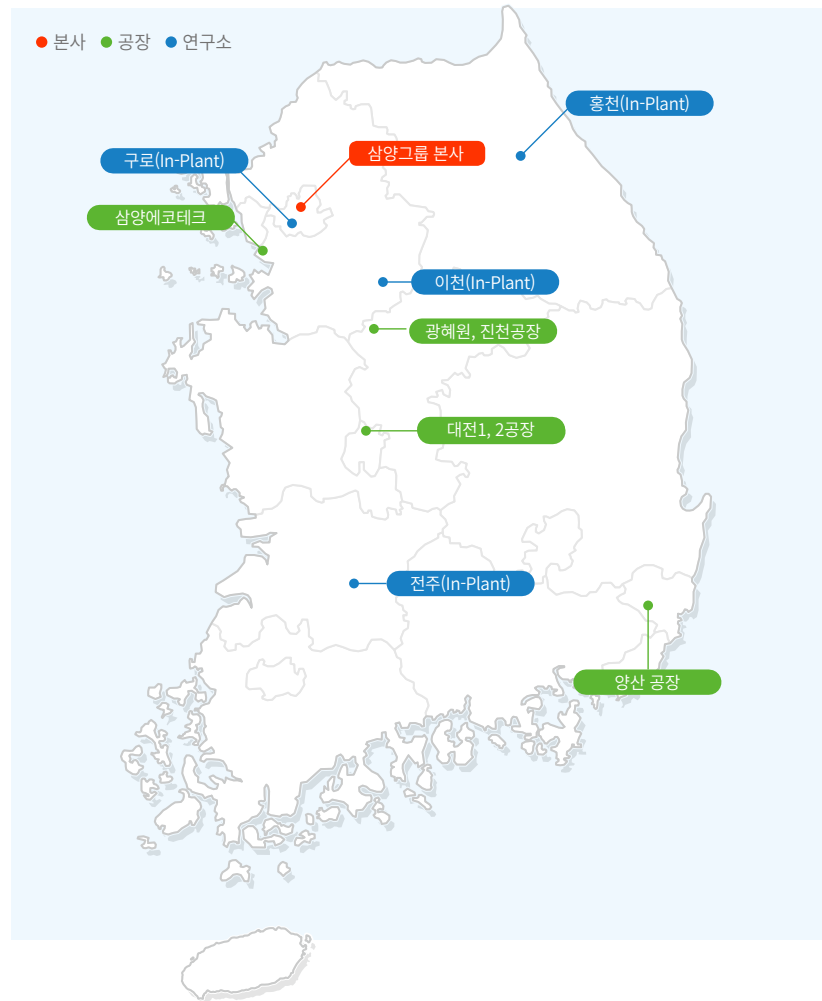 본사 공장 연구소
홍천(In-Plant)
삼양그룹 본사
구로(In-Plant)
삼양에코테크
이천(In-Plant)
광혜원, 진천공장
대전1, 2공장
전주(In-Plant)
양산 공장